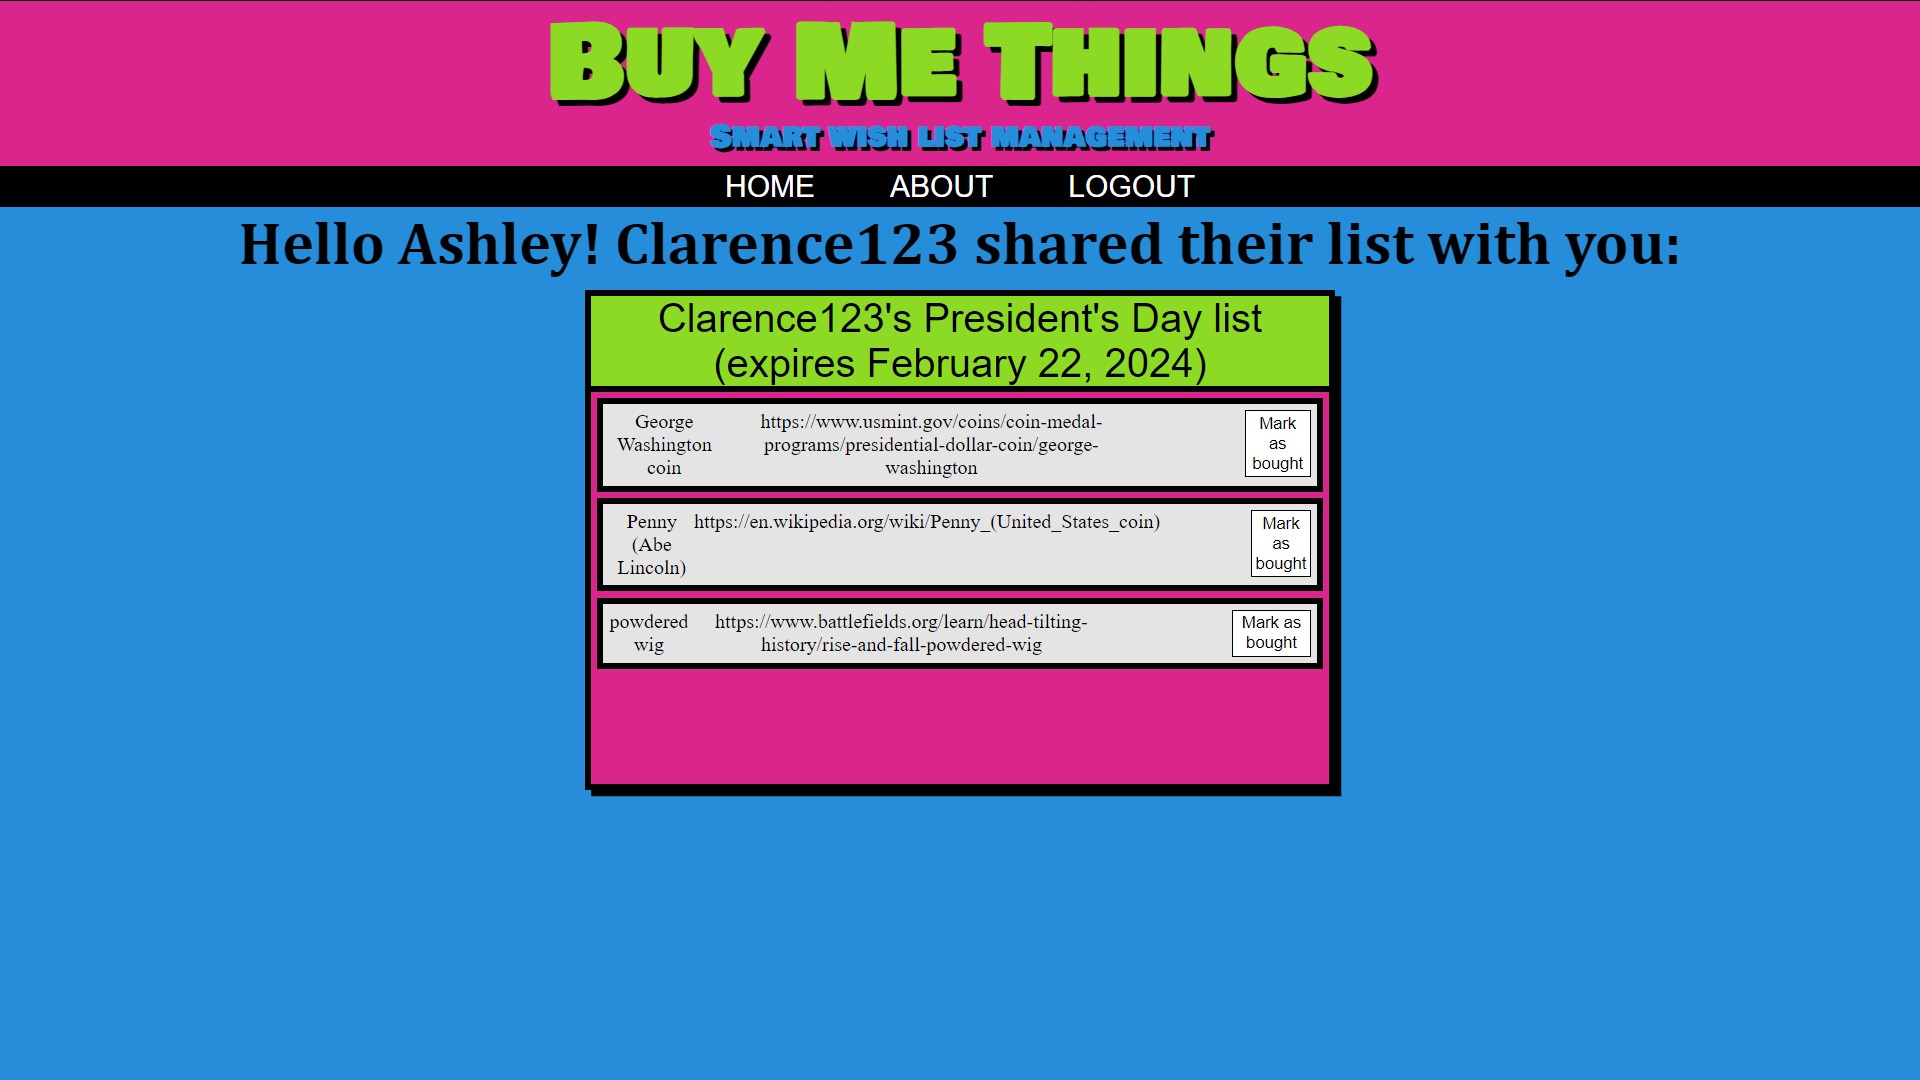 BUY ME THINGS
SMART WISH LIST MANAGEMENT
HOME ABOUT LOGOUT
Hello Ashley! Clarence123 shared their list with you:
Clarence123's President's Day list
(expires February 22, 2024)
George
Washington
coin
https://www.usmint.gov/coins/coin-medal-
programs/presidential-dollar-coin/george-
washington
Mark
as
bought
Penny
(Abe
Lincoln)
https://en.wikipedia.org/wiki/Penny_(United_States_coin)
Mark
as
bought
powdered
wig
https://www.battlefields.org/learn/head-tilting-
history/rise-and-fall-powdered-wig
Mark as
bought